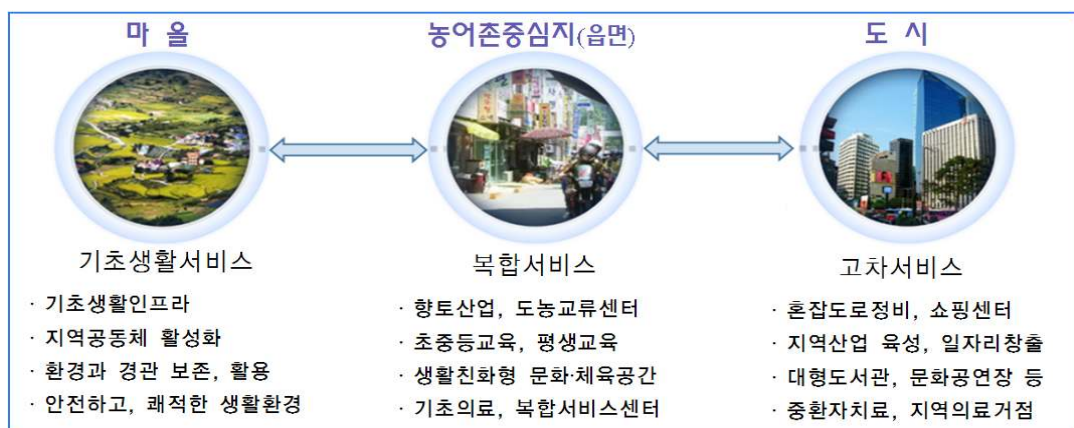 마 을
기초생활서비스
· 기초생활인프라
· 지역공동체 활성화
· 환경과 경관 보존, 활용
· 안전하고, 쾌적한 생활환경
농어촌중심지(읍면)
복합서비스
· 향토산업, 도농교류센터
· 초중등교육, 평생교육
· 생활친화형 문화·체육공간
· 기초의료, 복합서비스센터
도 시
고차서비스
· 혼잡도로정비, 쇼핑센터
· 지역산업 육성, 일자리창출
· 대형도서관, 문화공연장 등
· 중환자치료, 지역의료거점